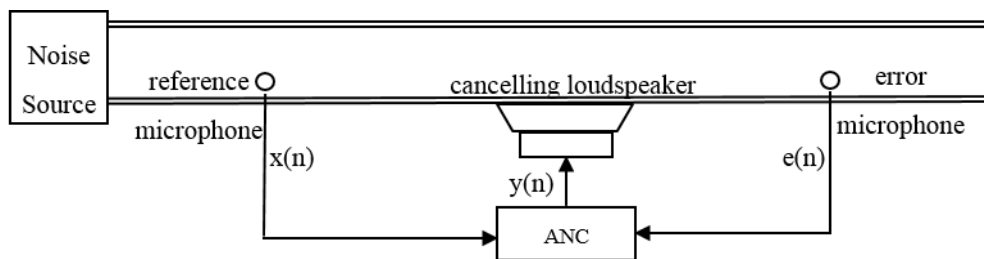 Noise
Source
reference
microphone
x(n)
cancelling loudspeaker
y(n)
ANC
error
microphone
e(n)